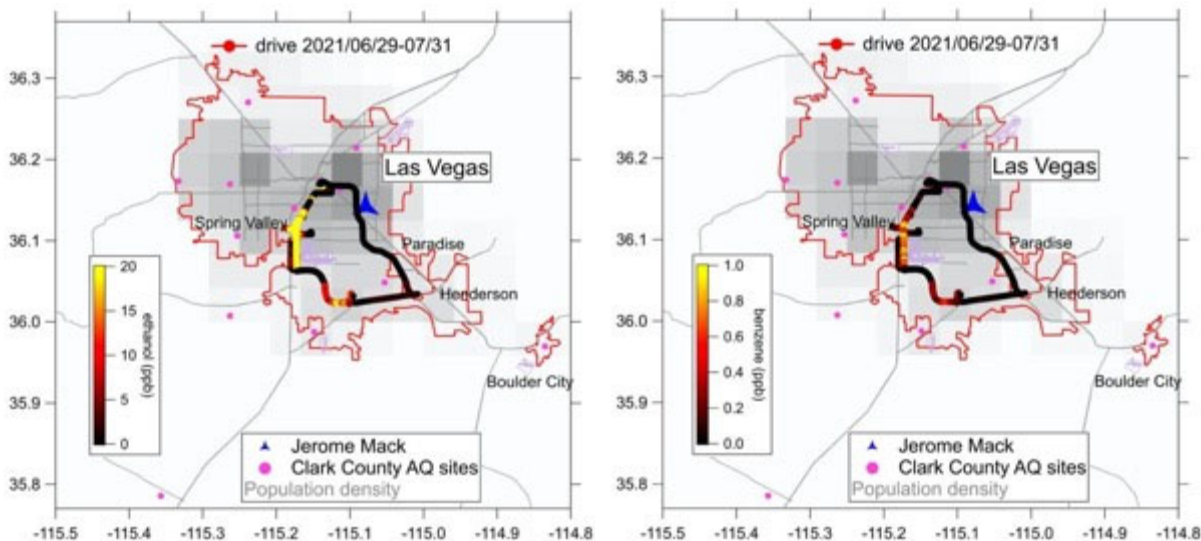 drive 2021/06/29-07/31
36.3
36.2
Las Vegas
Spring Valley
36.1
Paradise
20
15
10
5
0
ethanol (ppb)
Henderson
36.0
Boulder City
35.9
Jerome Mack
Clark County AQ sites
Population density
35.8
-115.5 -115.4 -115.3 -115.2 -115.1 -115.0 -114.9 -114.8
drive 2021/06/29-07/31
36.3
36.2
Las Vegas
Spring Valley
36.1
Paradise
1.0
0.8
0.6
0.4
0.2
0.0
benzene (ppb)
Henderson
36.0
Boulder City
35.9
Jerome Mack
Clark County AQ sites
Population density
35.8
-115.5 -115.4 -115.3 -115.2 -115.1 -115.0 -114.9 -114.8